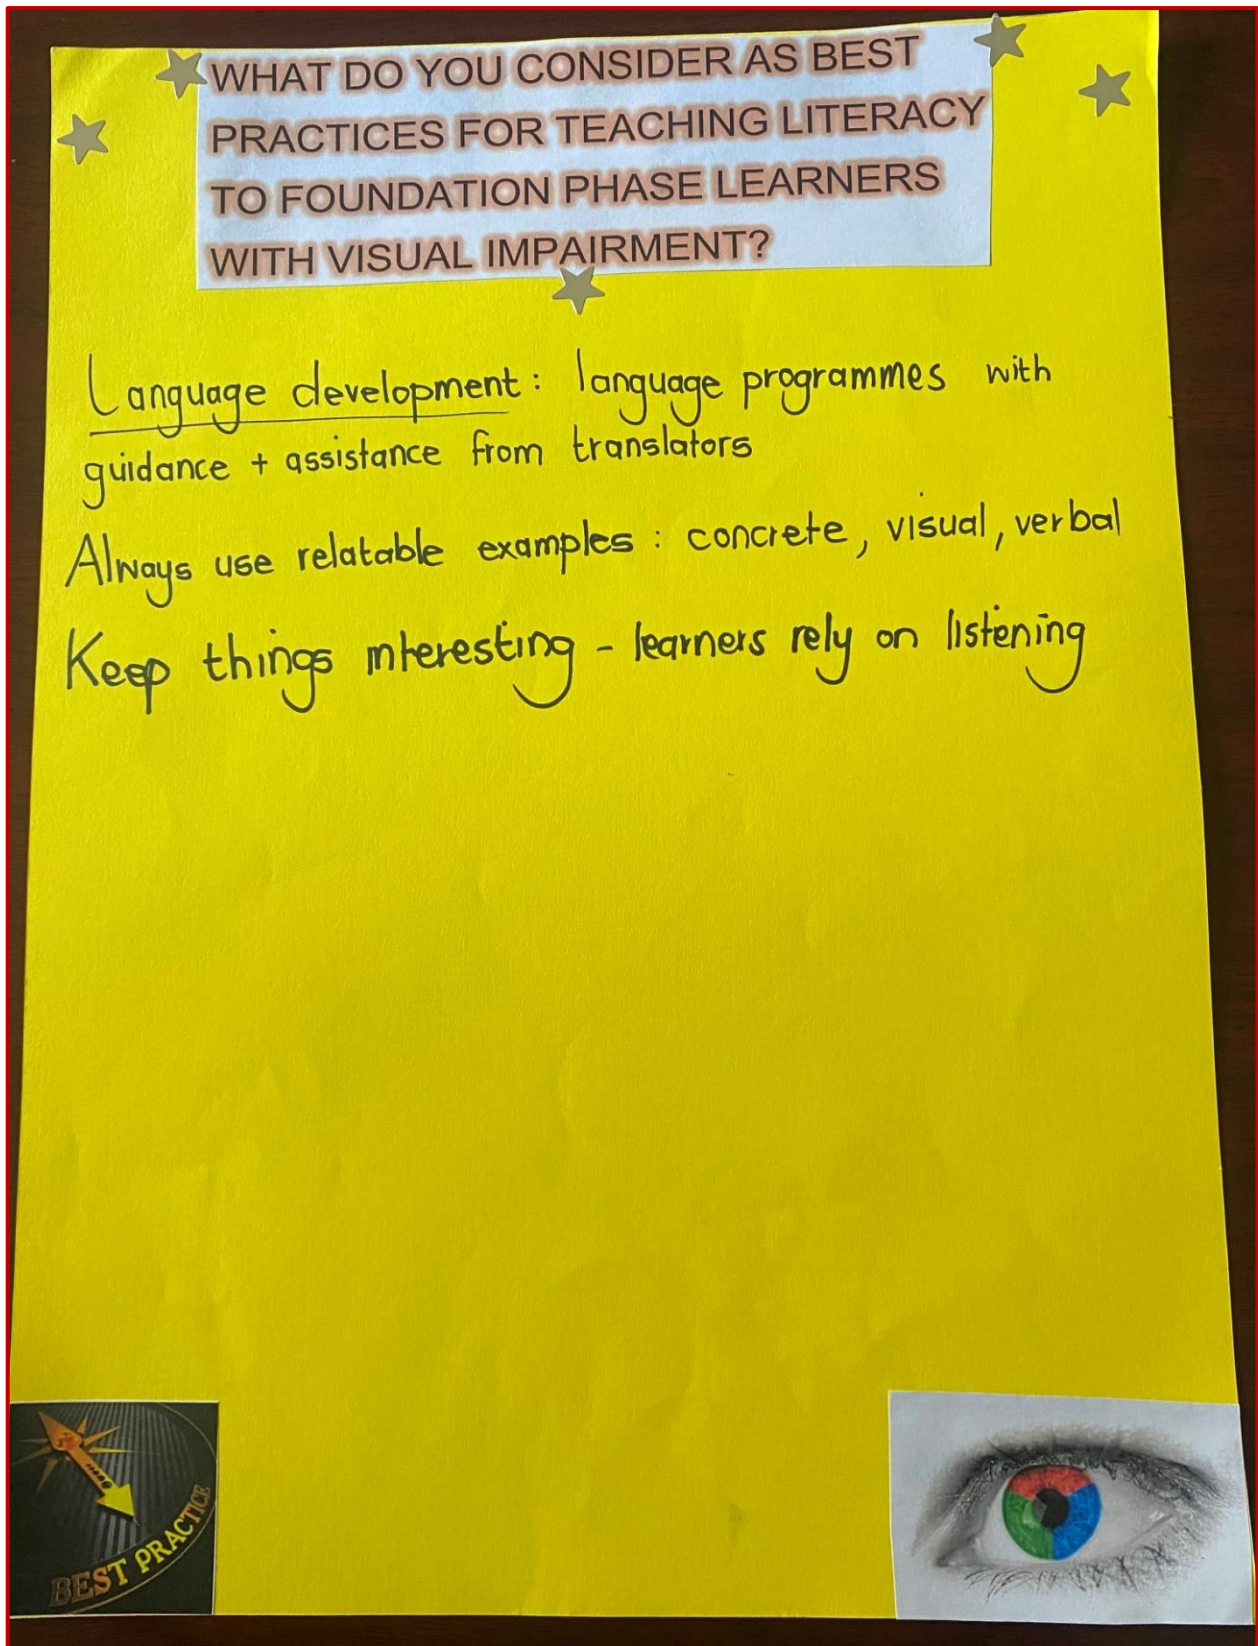 WHAT DO YOU CONSIDER AS BEST
PRACTICES FOR TEACHING LITERACY
TO FOUNDATION PHASE LEARNERS
WITH VISUAL IMPAIRMENT?
Language development: language programmes with
guidance + assistance from translators
Always use relatable examples: concrete, visual, verbal
Keep things interesting - learners rely on listening
BEST PRACTICE